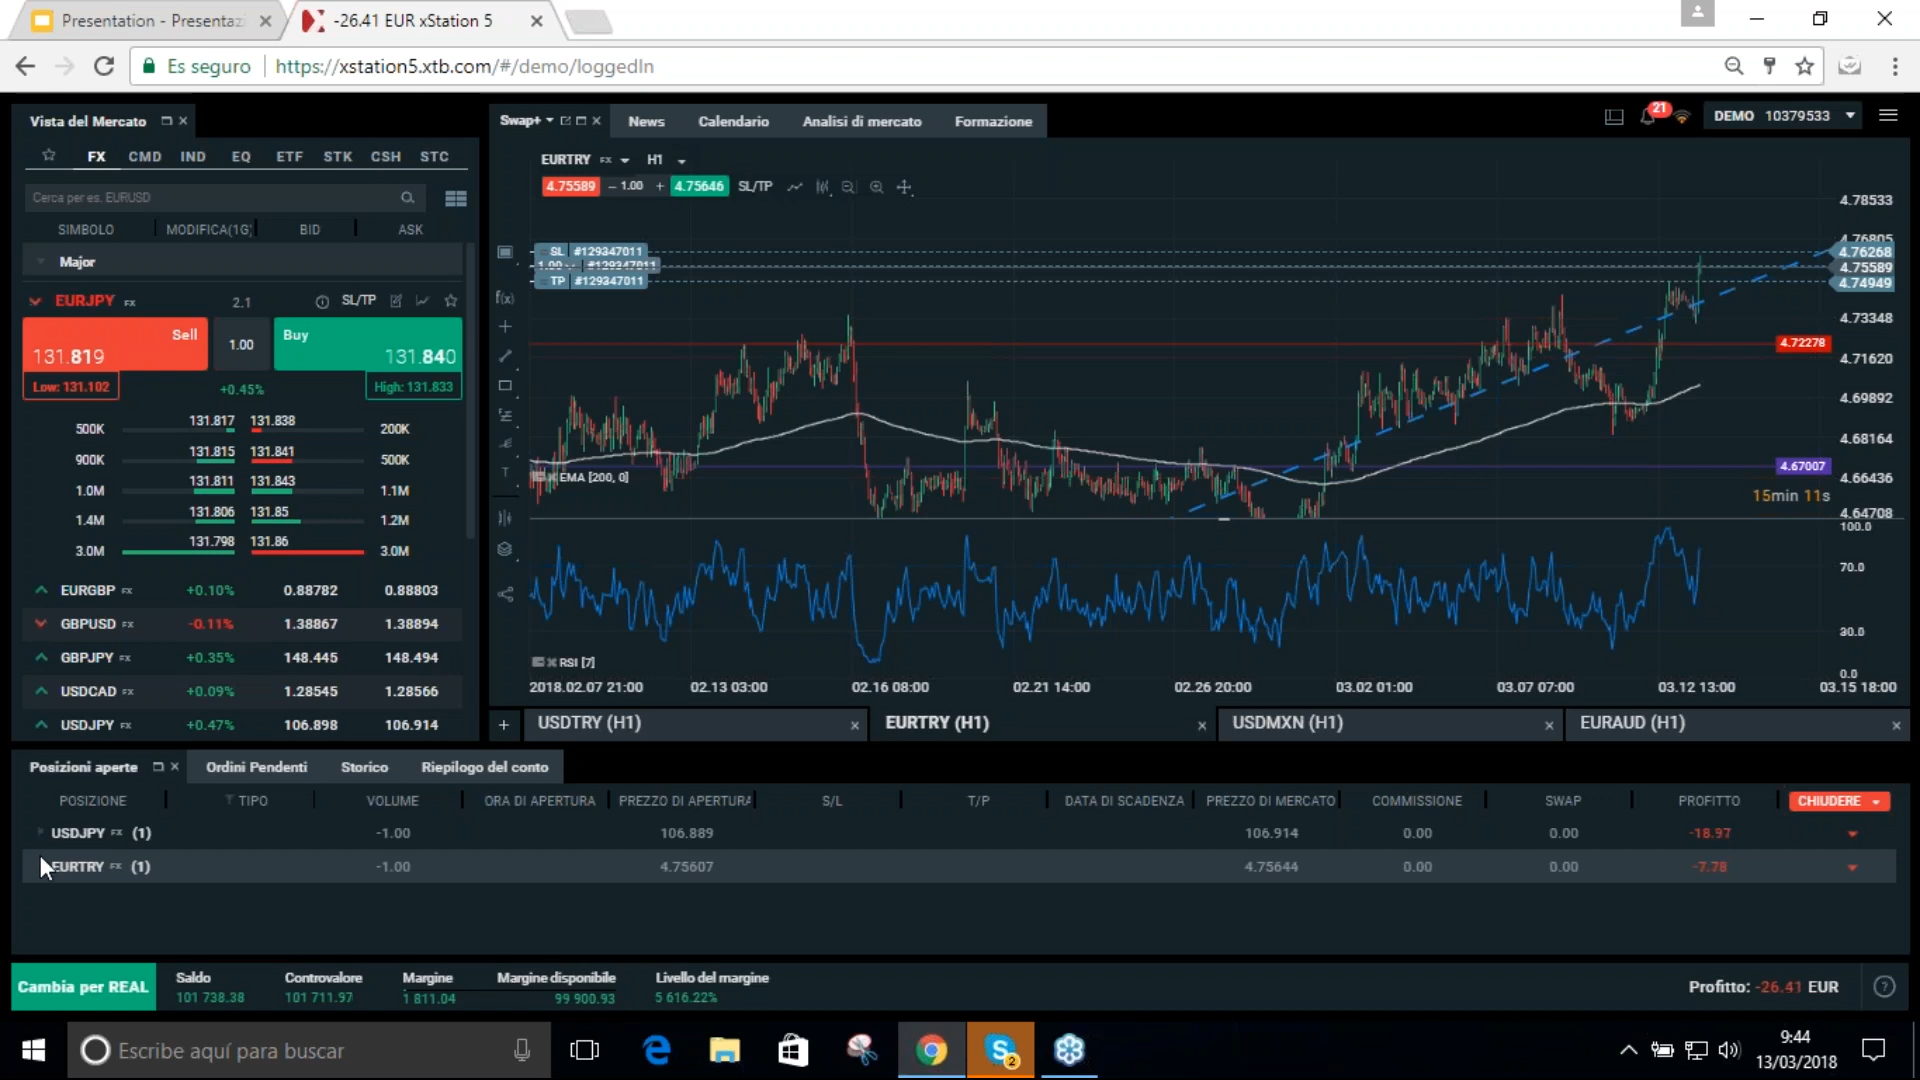 Presentation - Presentaz
-26.41 EUR xStation 5
Es seguro
https://xstation5.xtb.com/#/demo/loggedIn
Vista del Mercato
Swap+
News
Calendario
Analisi di mercato
Formazione
21
DEMO 10379533
FX CMD IND EQ ETF STK CSH STC
Cerca per es. EURUSD
SIMBOLO MODIFICA(1G) BID ASK
Major
EURJPY FX 2.1 SL/TP
Sell
131.819
1.00
Buy
131.840
Low: 131.102
+0.45%
High: 131.833
500K 131.817 131.838 200K
900K 131.815 131.841 500K
1.0M 131.811 131.843 1.1M
1.4M 131.806 131.85 1.2M
3.0M 131.798 131.86 3.0M
EURGBP FX +0.10% 0.88782 0.88803
GBPUSD FX -0.11% 1.38867 1.38894
GBPJPY FX +0.35% 148.445 148.494
USDCAD FX +0.09% 1.28545 1.28566
USDJPY FX +0.47% 106.898 106.914
EURTRY FX H1
4.75589 – 1.00 + 4.75646 SL/TP
SL #129347011
1.00 #129347011
TP #129347011
f(x)
T
EMA [200, 0]
RSI [7]
4.78533
4.76805
4.76268
4.75589
4.74949
4.73348
4.72278
4.71620
4.69892
4.68164
4.67007
4.66436
15min 11s
4.64708
100.0
70.0
30.0
0.0
2018.02.07 21:00 02.13 03:00 02.16 08:00 02.21 14:00 02.26 20:00 03.02 01:00 03.07 07:00 03.12 13:00 03.15 18:00
+ USDTRY (H1) EURTRY (H1) USDMXN (H1) EURAUD (H1)
Posizioni aperte
Ordini Pendenti
Storico
Riepilogo del conto
POSIZIONE TIPO VOLUME ORA DI APERTURA PREZZO DI APERTURA S/L T/P DATA DI SCADENZA PREZZO DI MERCATO COMMISSIONE SWAP PROFITTO CHIUDERE
USDJPY FX (1) -1.00 106.889 106.914 0.00 0.00 -18.97
EURTRY FX (1) -1.00 4.75607 4.75644 0.00 0.00 -7.78
Cambia per REAL
Saldo
101 738.38
Controvalore
101 711.97
Margine
1 811.04
Margine disponibile
99 900.93
Livello del margine
5 616.22%
Profitto: -26.41 EUR
?
Escribe aquí para buscar
S
2
9:44
13/03/2018